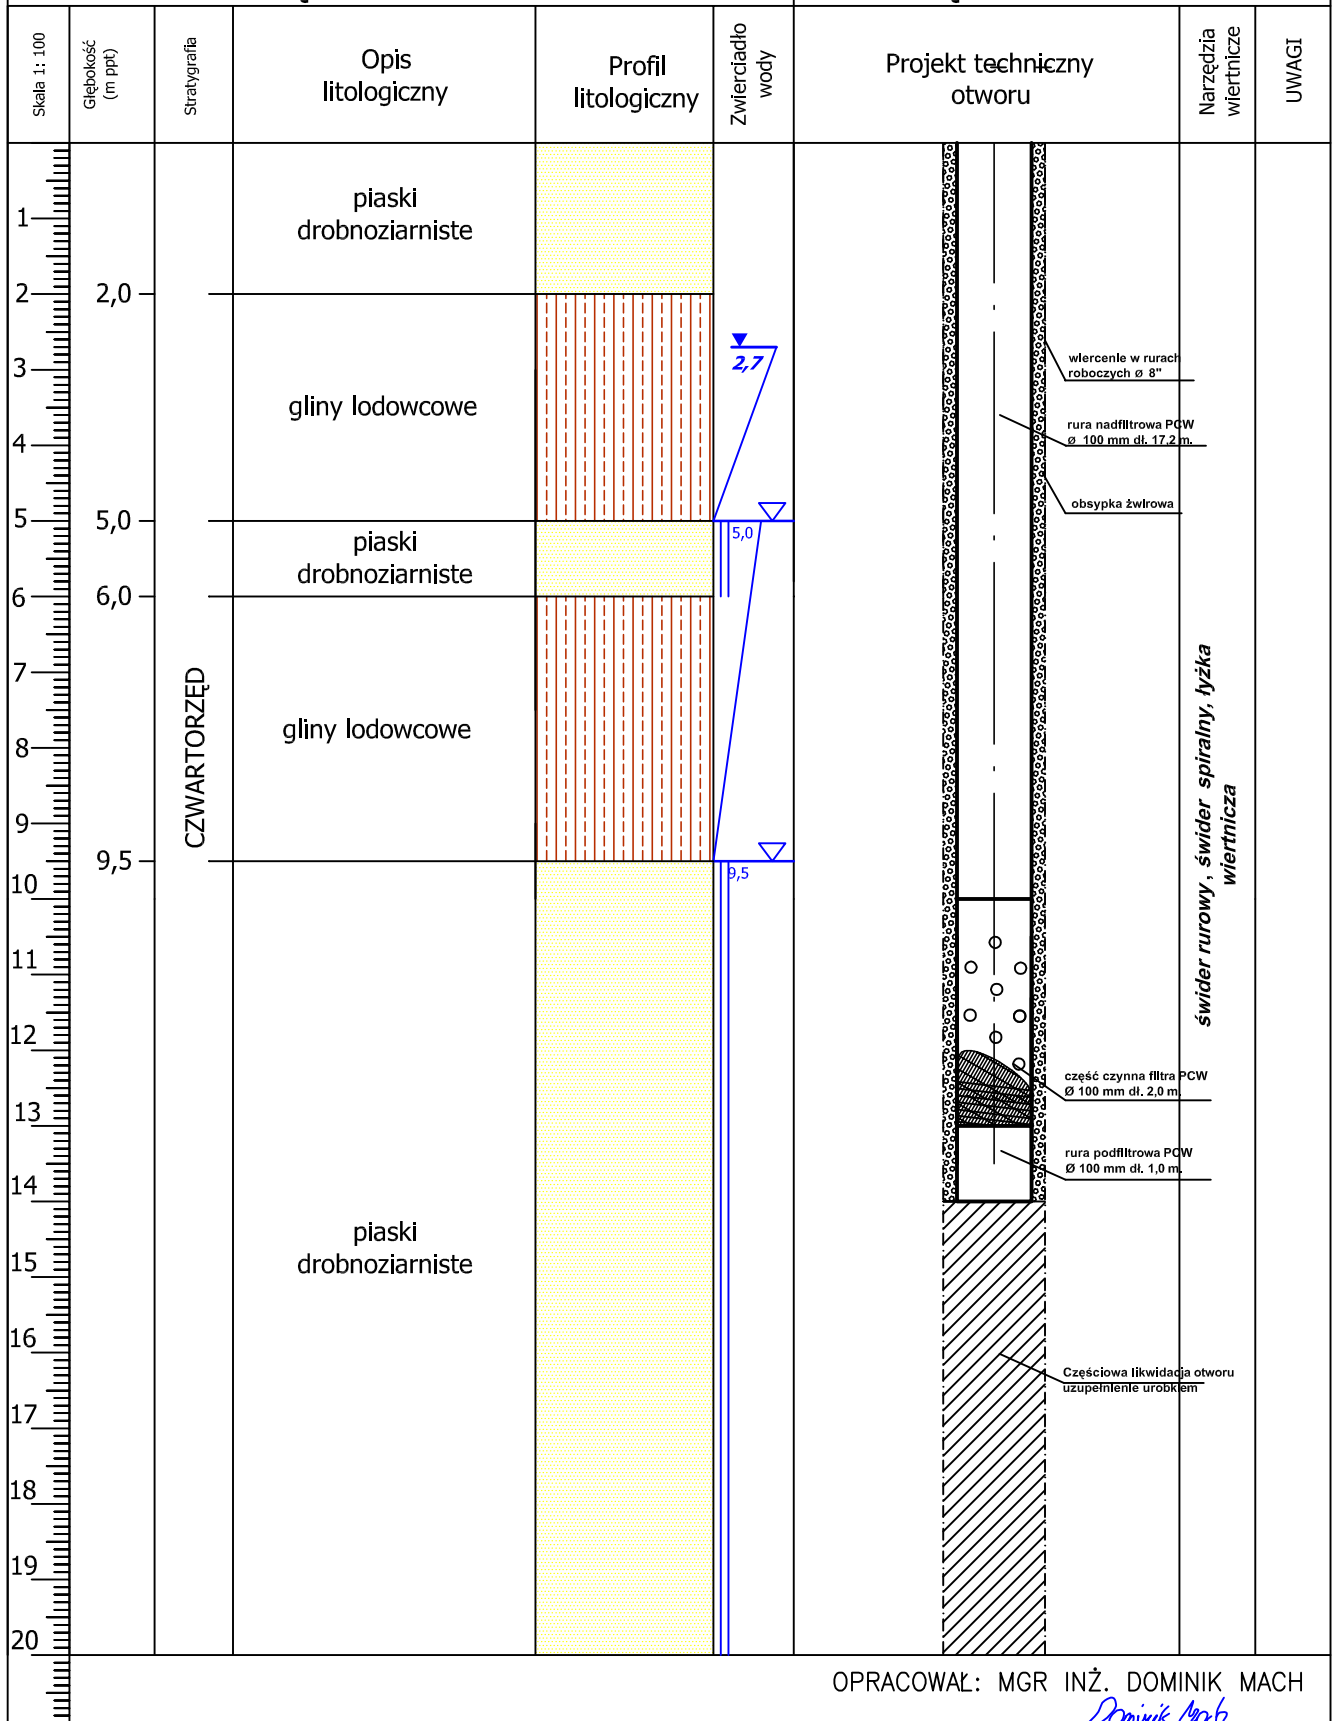 Skala 1: 100
Głębokość
(m ppt)
Stratygrafia
Opis
litologiczny
Profil
litologiczny
Zwierciadło
wody
Projekt techniczny
otworu
Narzędzia
wiertnicze
UWAGI
piaski
drobnoziarniste
1
2
2,0
3
2,7
wiercenie w rurach
roboczych Ø 8"
gliny lodowcowe
rura nadfiltrowa PCW
Ø 100 mm dł. 17,2 m.
4
obsypka żwirowa
5
5,0
5,0
piaski
drobnoziarniste
6
6,0
7
CZWARTORZĘD
gliny lodowcowe
8
9
9,5
9,5
świder rurowy, świder spiralny, łyżka
wiertnicza
10
11
12
część czynna filtra PCW
Ø 100 mm dł. 2,0 m.
13
rura podfiltrowa PCW
Ø 100 mm dł. 1,0 m.
14
piaski
drobnoziarniste
15
16
Częściowa likwidacja otworu
uzupełnienie urobkiem
17
18
19
20
OPRACOWAŁ: MGR INŻ. DOMINIK MACH
Dominik Mach